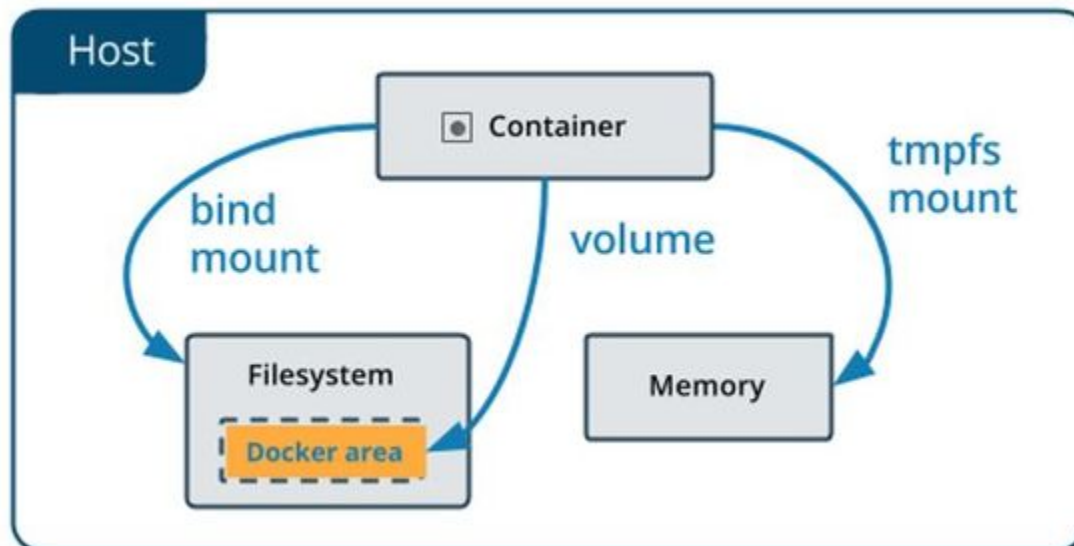 Host
Container
bind
mount
volume
tmpfs
mount
Filesystem
Docker area
Memory